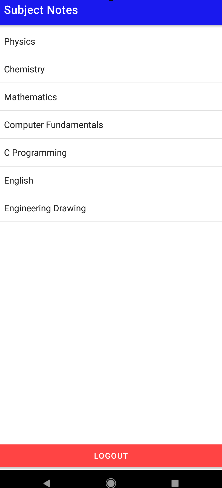 Subject Notes
Physics
Chemistry
Mathematics
Computer Fundamentals
C Programming
English
Engineering Drawing
LOGOUT